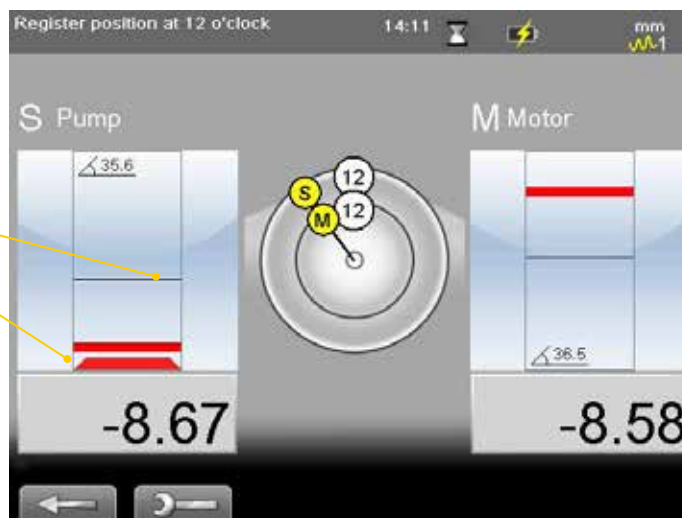 Register position at 12 o'clock
14:11
mm
1
S Pump
M Motor
35.6
12
S
M
12
36.5
-8.67
-8.58